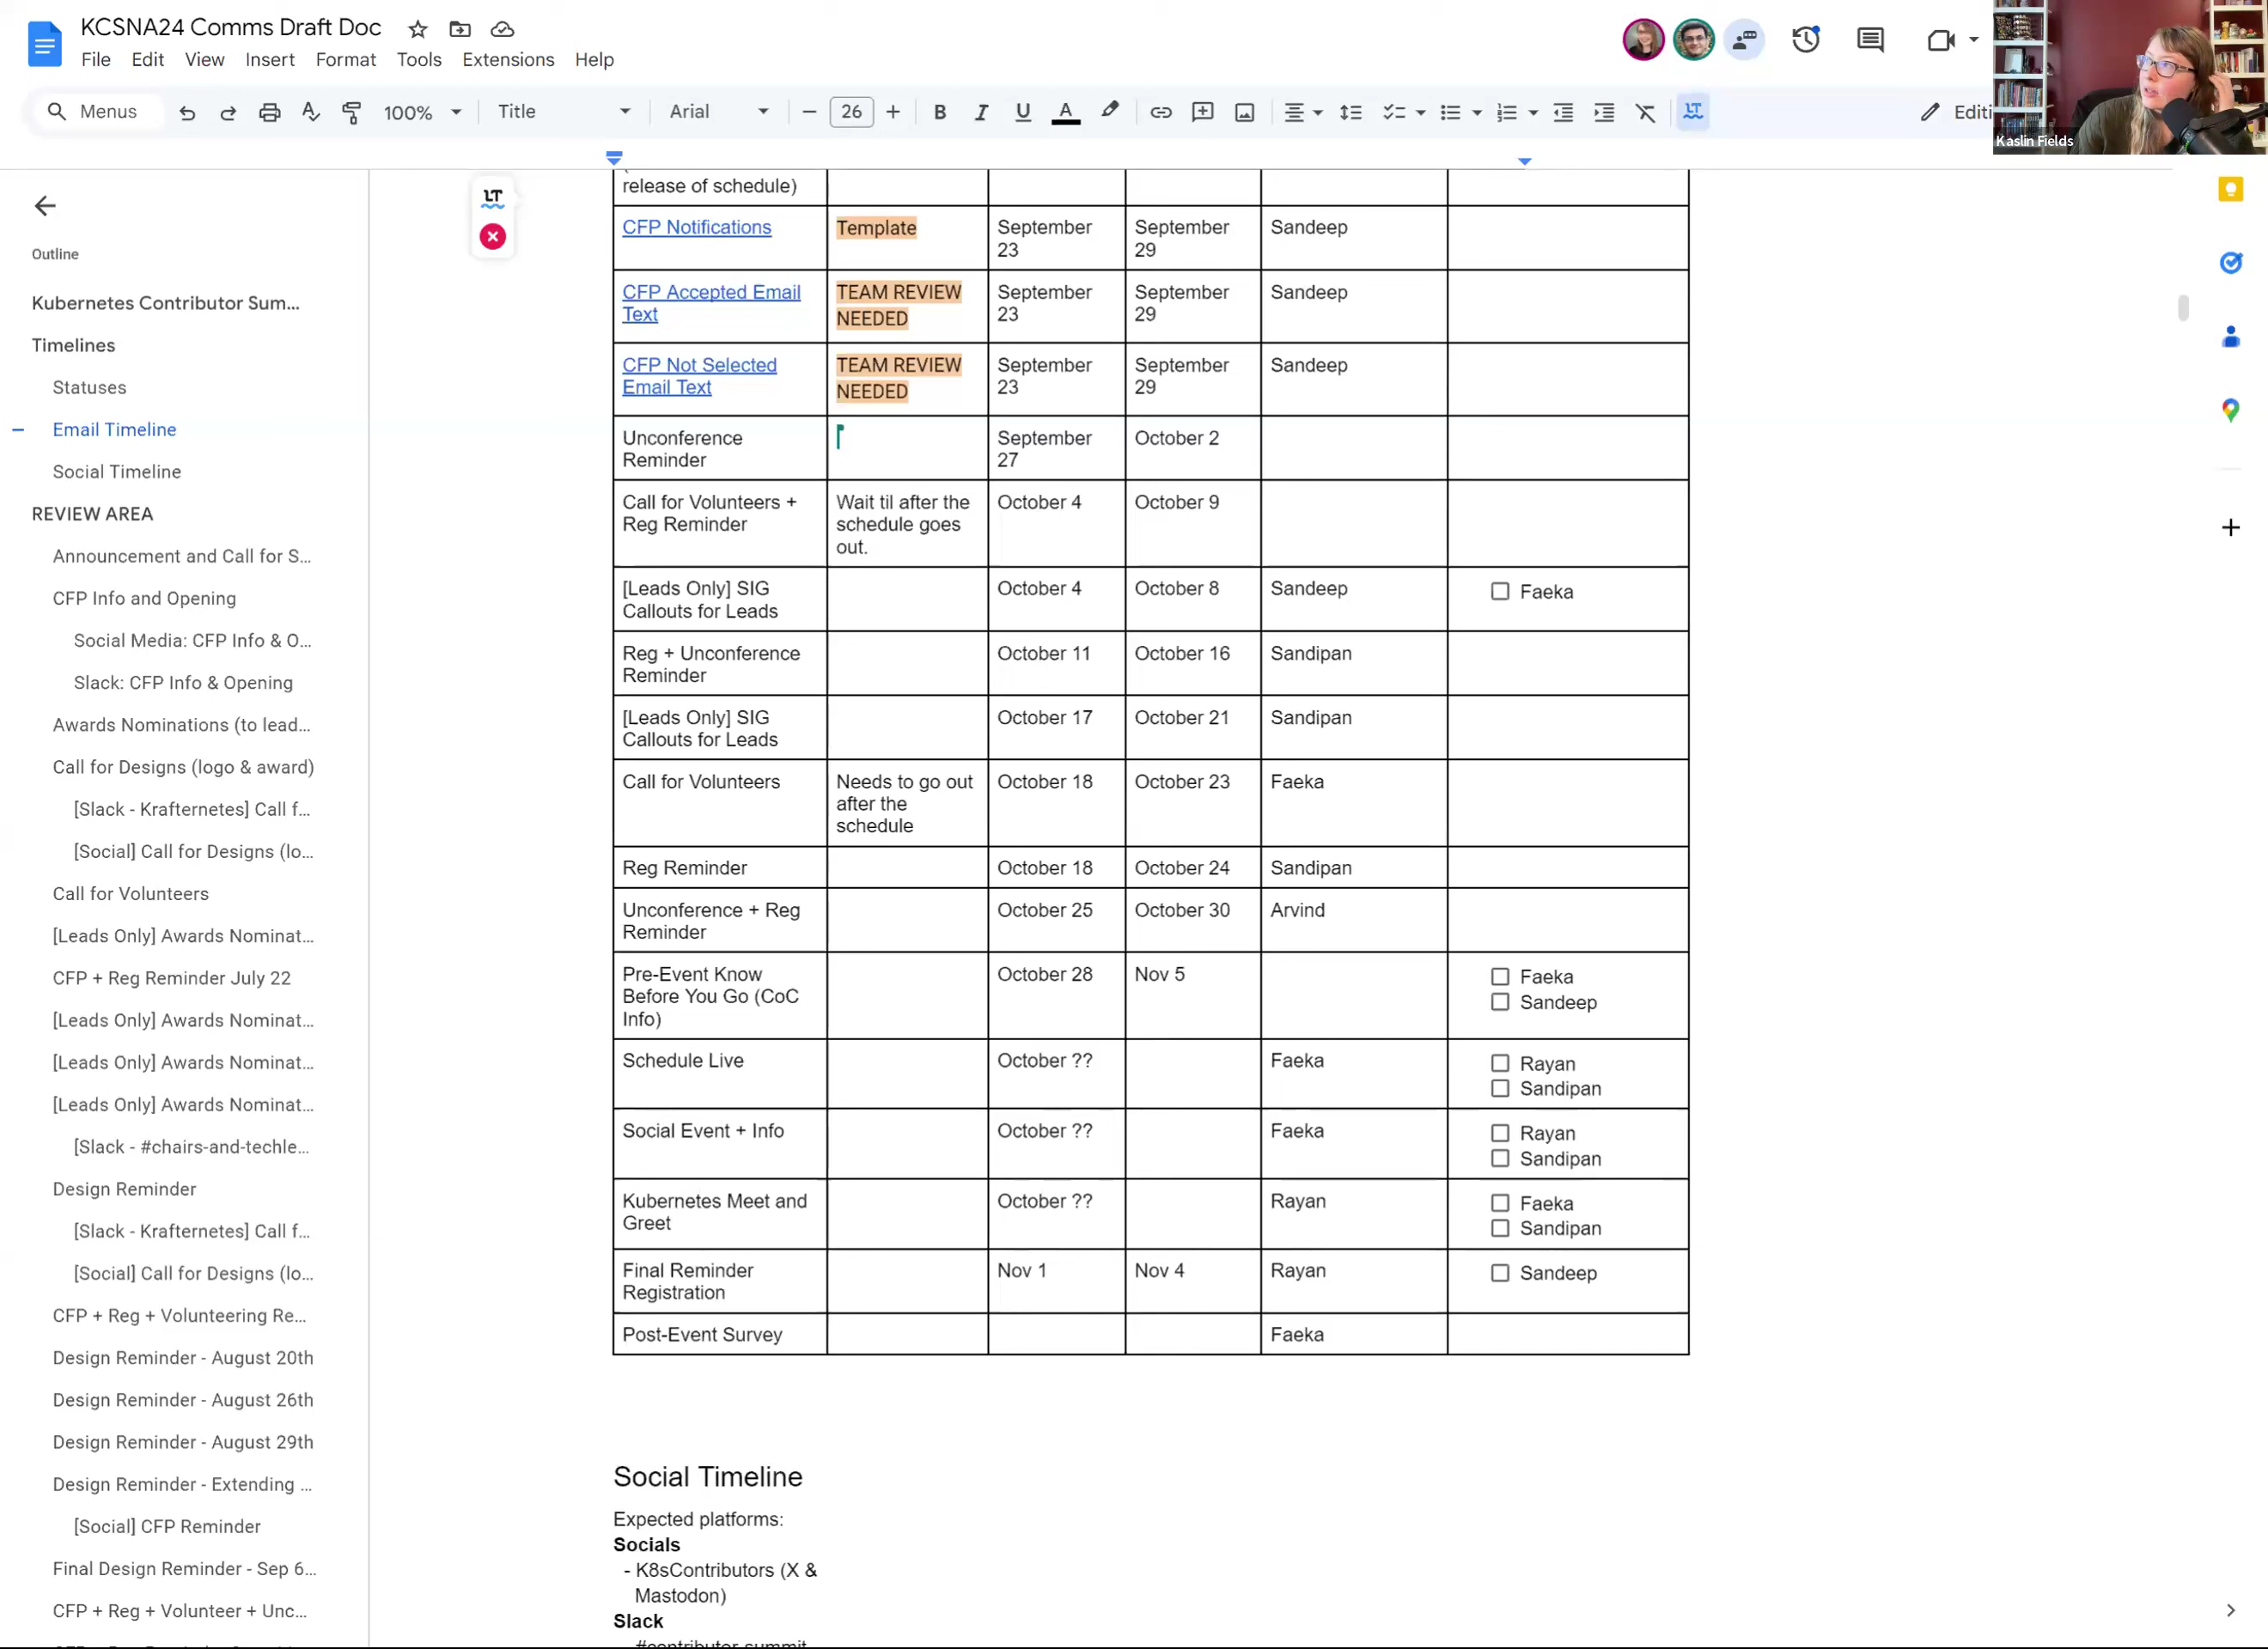 KCSNA24 Comms Draft Doc
File Edit View Insert Format Tools Extensions Help
Menus 100% Title Arial 26 B I U A LT
Kaslin Fields
LT
Outline
Kubernetes Contributor Sum...
Timelines
Statuses
Email Timeline
Social Timeline
REVIEW AREA
Announcement and Call for S...
CFP Info and Opening
Social Media: CFP Info & O...
Slack: CFP Info & Opening
Awards Nominations (to lead...
Call for Designs (logo & award)
[Slack - Krafternetes] Call f...
[Social] Call for Designs (lo...
Call for Volunteers
[Leads Only] Awards Nominat...
CFP + Reg Reminder July 22
[Leads Only] Awards Nominat...
[Leads Only] Awards Nominat...
[Leads Only] Awards Nominat...
[Slack - #chairs-and-techle...
Design Reminder
[Slack - Krafternetes] Call f...
[Social] Call for Designs (lo...
CFP + Reg + Volunteering Re...
Design Reminder - August 20th
Design Reminder - August 26th
Design Reminder - August 29th
Design Reminder - Extending ...
[Social] CFP Reminder
Final Design Reminder - Sep 6...
CFP + Reg + Volunteer + Unc...
release of schedule)
CFP Notifications
Template
September
23
September
29
Sandeep
CFP Accepted Email
Text
TEAM REVIEW
NEEDED
September
23
September
29
Sandeep
CFP Not Selected
Email Text
TEAM REVIEW
NEEDED
September
23
September
29
Sandeep
Unconference
Reminder
September
27
October 2
Call for Volunteers +
Reg Reminder
Wait til after the
schedule goes
out.
October 4
October 9
[Leads Only] SIG
Callouts for Leads
October 4
October 8
Sandeep
Faeka
Reg + Unconference
Reminder
October 11
October 16
Sandipan
[Leads Only] SIG
Callouts for Leads
October 17
October 21
Sandipan
Call for Volunteers
Needs to go out
after the
schedule
October 18
October 23
Faeka
Reg Reminder
October 18
October 24
Sandipan
Unconference + Reg
Reminder
October 25
October 30
Arvind
Pre-Event Know
Before You Go (CoC
Info)
October 28
Nov 5
Faeka
Sandeep
Schedule Live
October ??
Faeka
Rayan
Sandipan
Social Event + Info
October ??
Faeka
Rayan
Sandipan
Kubernetes Meet and
Greet
October ??
Rayan
Faeka
Sandipan
Final Reminder
Registration
Nov 1
Nov 4
Rayan
Sandeep
Post-Event Survey
Faeka
Social Timeline
Expected platforms:
Socials
- K8sContributors (X &
Mastodon)
Slack
#contributor-summit